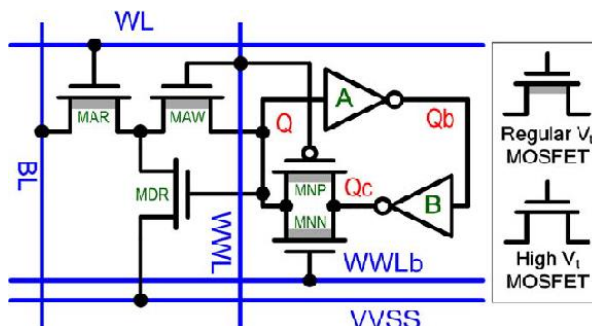 WL
MAR
MAW
A
Q
Qb
Regular Vt
MOSFET
BL
MDR
MNP
Qc
MNN
B
WWL
WWLb
High Vt
MOSFET
VVSS